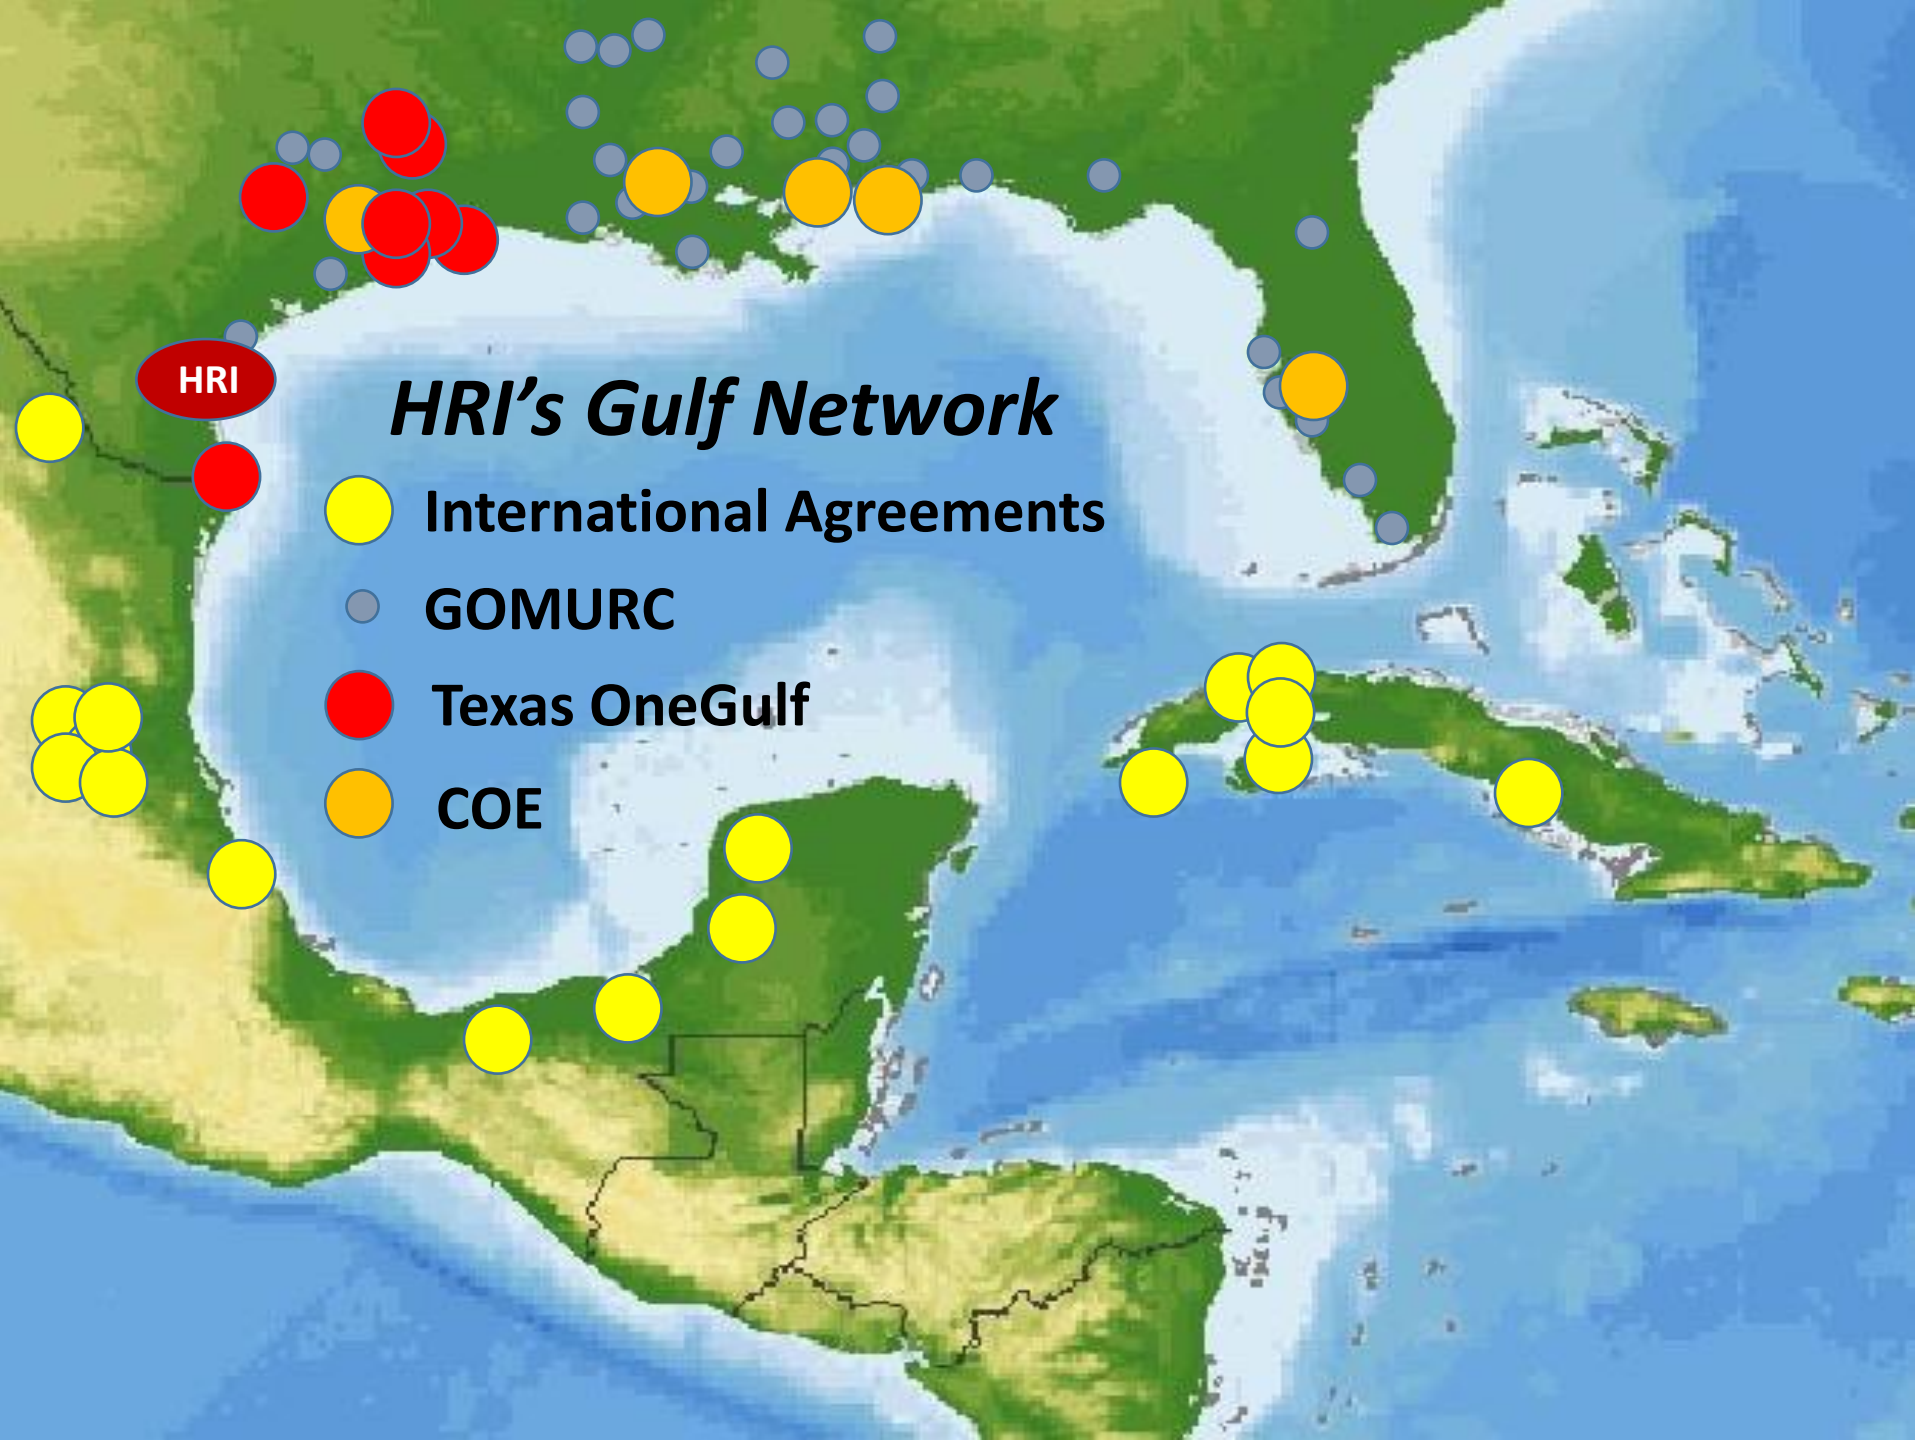 HRI
HRI's Gulf Network
International Agreements
GOMURC
Texas OneGulf
COE